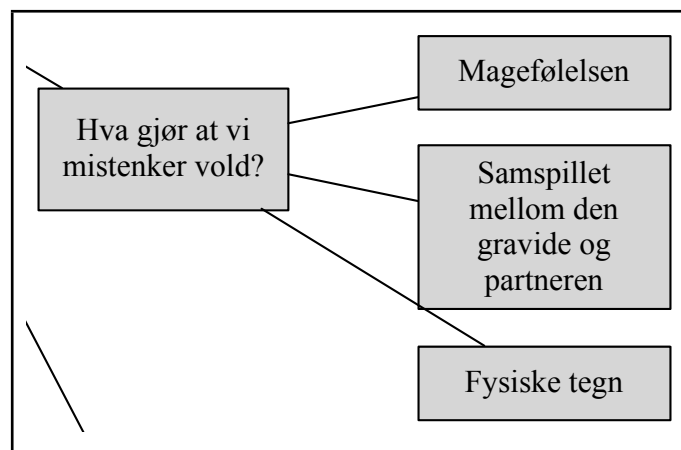 Hva gjør at vi
mistenker vold?
Magefølelsen
Samspillet
mellom den
gravide og
partneren
Fysiske tegn